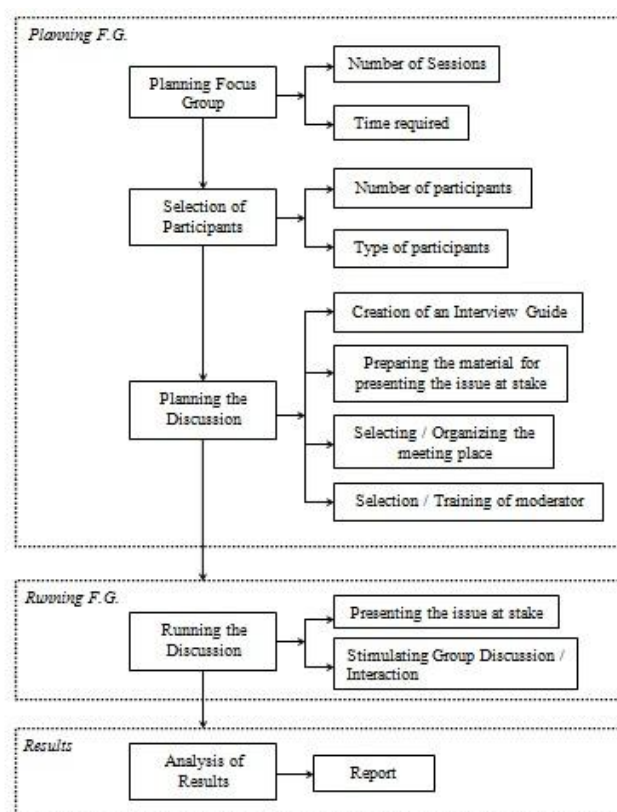 Planning F.G.
Planning Focus
Group
Number of Sessions
Time required
Selection of
Participants
Number of participants
Type of participants
Planning the
Discussion
Creation of an Interview Guide
Preparing the material for
presenting the issue at stake
Selecting / Organizing the
meeting place
Selection / Training of moderator
Running F.G.
Running the
Discussion
Presenting the issue at stake
Stimulating Group Discussion /
Interaction
Results
Analysis of
Results
Report